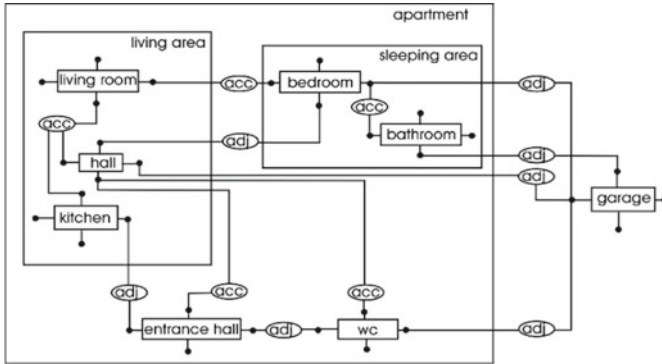 apartment
living area
sleeping area
living room
acc
bedroom
adj
acc
acc
bathroom
adj
adj
hall
adj
garage
kitchen
adj
acc
acc
entrance hall
adj
wc
adj